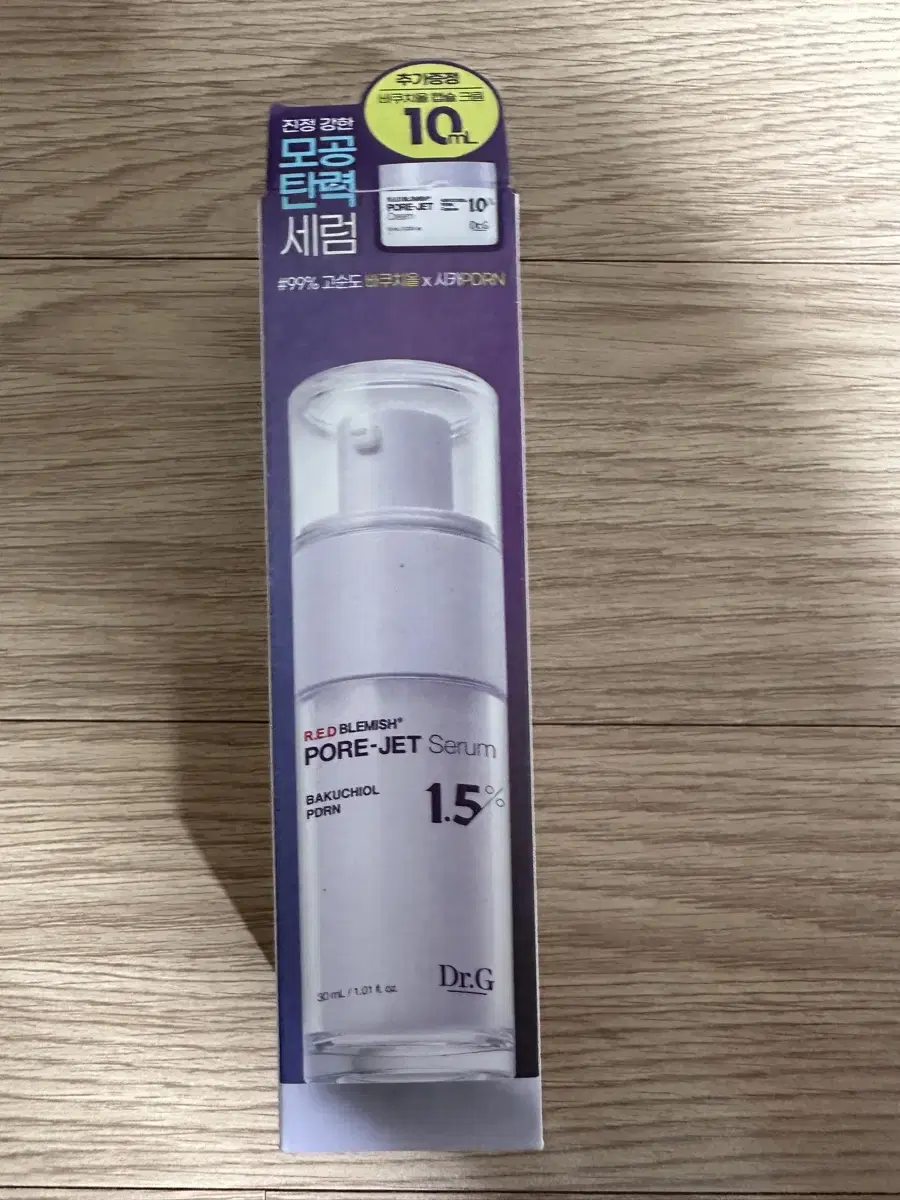 추가증정
바쿠치올 캡슐 크림
10mL
진정 강한
모공
탄력
세럼
PORE-JET
Cream
10%
Dr.G
#99% 고순도 바쿠치올 x 시카PDRN
R.E.D BLEMISH®
PORE-JET Serum
BAKUCHIOL
PDRN
1.5%
30 mL / 1.01 fl. oz.
Dr.G